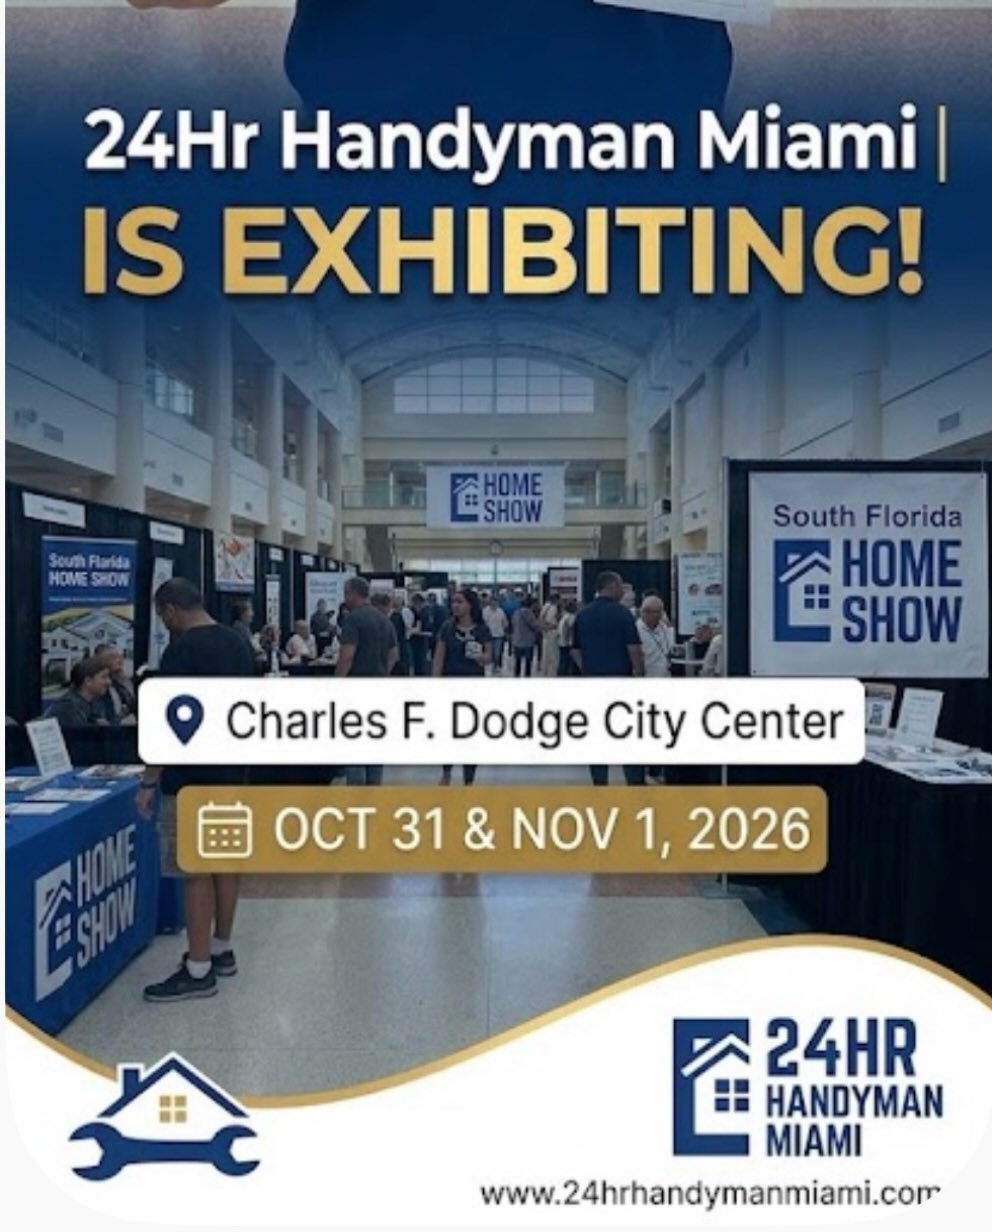 24Hr Handyman Miami |
IS EXHIBITING!
HOME
SHOW
South Florida
HOME
SHOW
South Florida
HOME SHOW
Charles F. Dodge City Center
OCT 31 & NOV 1, 2026
HOME
SHOW
24HR
HANDYMAN
MIAMI
www.24hrhandymanmiami.com